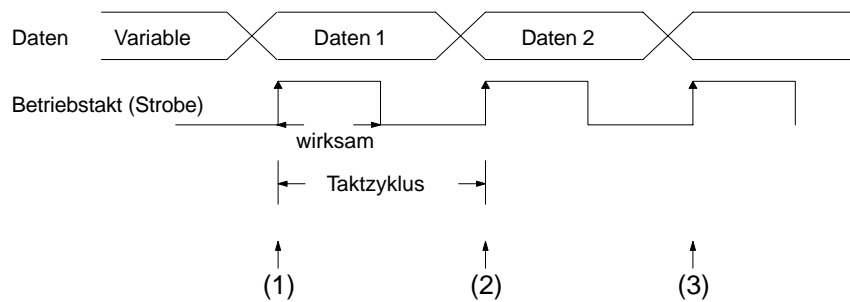 Daten Variable Daten 1 Daten 2
Betriebstakt (Strobe)
wirksam
Taktzyklus
(1) (2) (3)